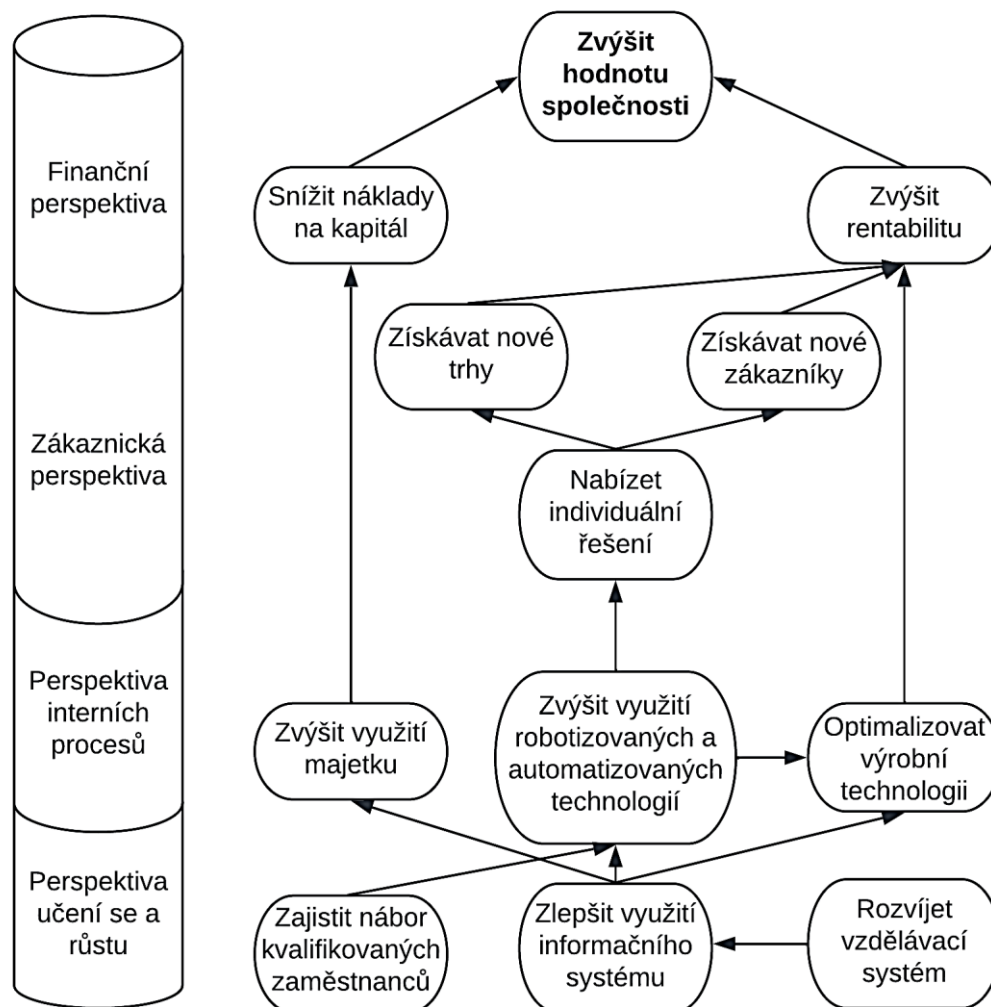 Zvýšit
hodnotu
společnosti
Finanční
perspektiva
Snížit náklady
na kapitál
Zvýšit
rentabilitu
Získávat nové
trhy
Získávat nové
zákazníky
Zákaznická
perspektiva
Nabízet
individuální
řešení
Perspektiva
interních
procesů
Zvýšit využití
majetku
Zvýšit využití
robotizovaných a
automatizovaných
technologií
Optimalizovat
výrobní
technologii
Perspektiva
učení se a
růstu
Zajistit nábor
kvalifikovaných
zaměstnanců
Zlepšit využití
informačního
systému
Rozvíjet
vzdělávací
systém